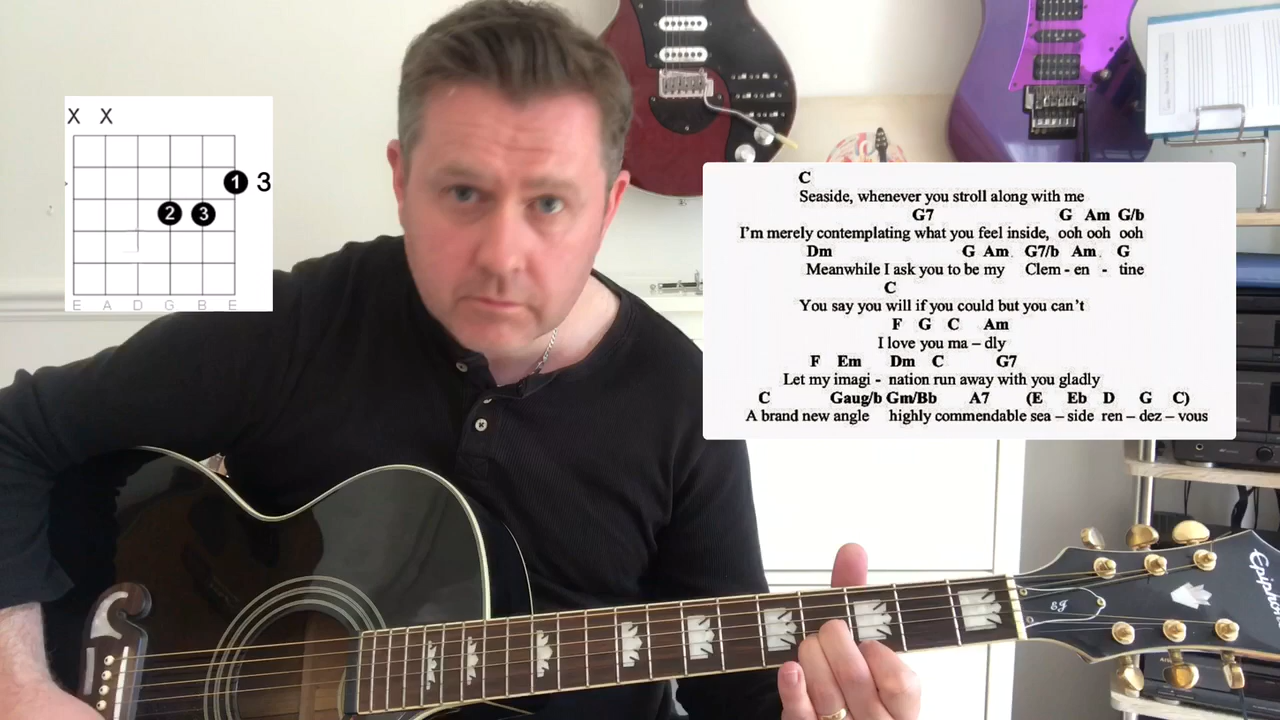 X X
3
1
2 3
E A D G B E
C
Seaside, whenever you stroll along with me
G7 G Am G/b
I'm merely contemplating what you feel inside, ooh ooh ooh
Dm G Am G7/b Am G
Meanwhile I ask you to be my Clem - en - tine
C
You say you will if you could but you can't
F G C Am
I love you ma – dly
F Em Dm C G7
Let my imagi - nation run away with you gladly
C Gaug/b Gm/Bb A7 (E Eb D G C)
A brand new angle highly commendable sea – side ren – dez – vous
EJ